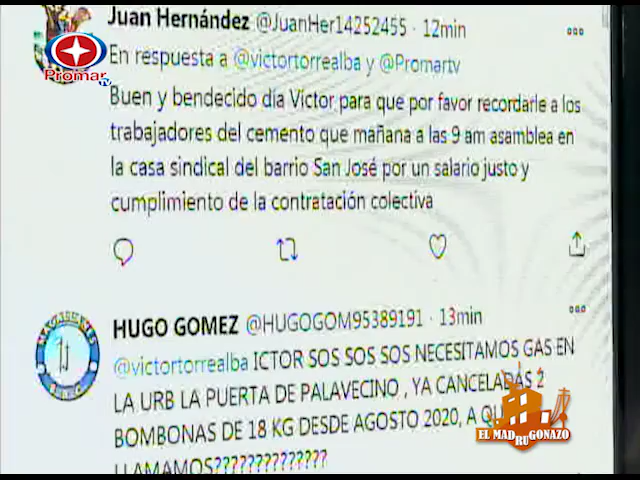 Juan Hernández @JuanHer14252455 · 12min
En respuesta a @victortorrealba y @Promartv
Buen y bendecido día Victor para que por favor recordarle a los
trabajadores del cemento que mañana a las 9 am asamblea en
la casa sindical del barrio San José por un salario justo y
cumplimiento de la contratación colectiva
HUGO GOMEZ @HUGOGOM95389191 · 13min
@victortorrealba ICTOR SOS SOS SOS NECESITAMOS GAS EN
LA URB LA PUERTA DE PALAVECINO , YA CANCELADAS 2
BOMBONAS DE 18 KG DESDE AGOSTO 2020, A
LLAMAMOS??????????????
Promar
TV
EL MADRUGONAZO